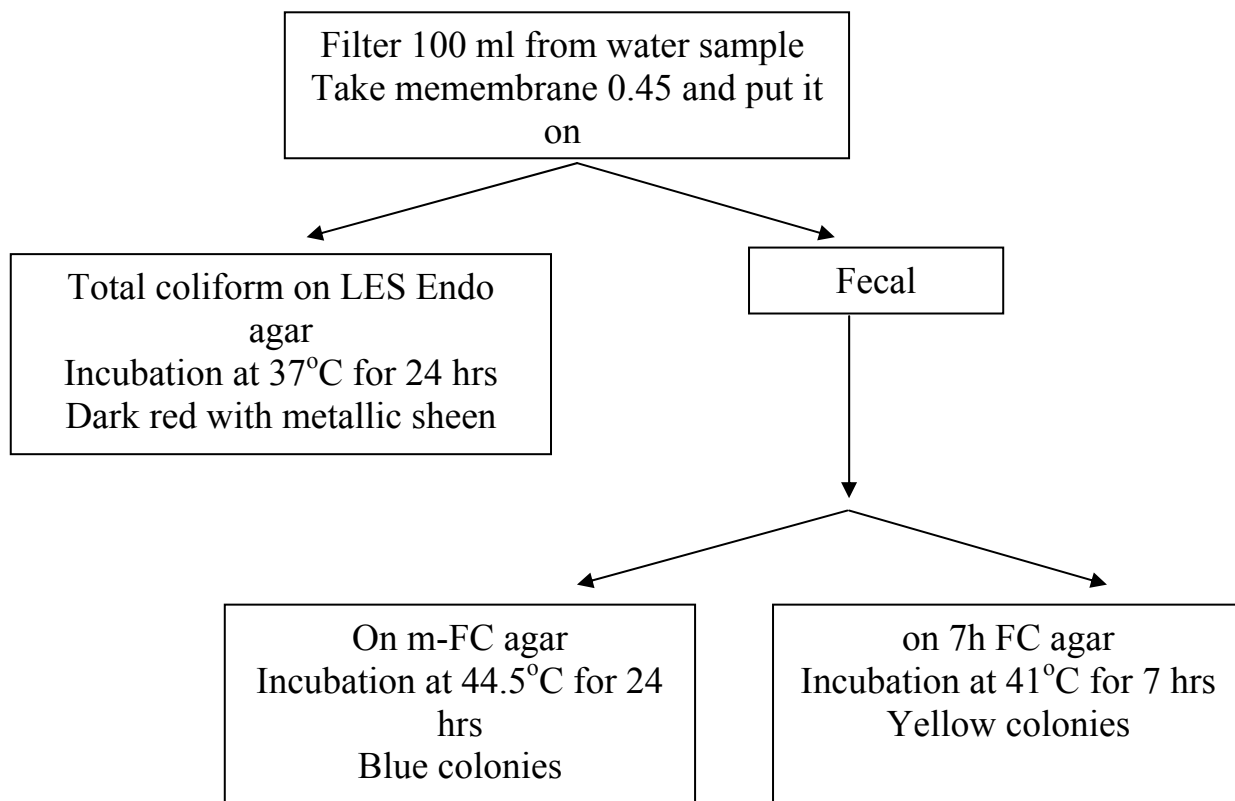 Filter 100 ml from water sample
Take memembrane 0.45 and put it
on
Total coliform on LES Endo
agar
Incubation at 37°C for 24 hrs
Dark red with metallic sheen
Fecal
On m-FC agar
Incubation at 44.5°C for 24
hrs
Blue colonies
on 7h FC agar
Incubation at 41°C for 7 hrs
Yellow colonies